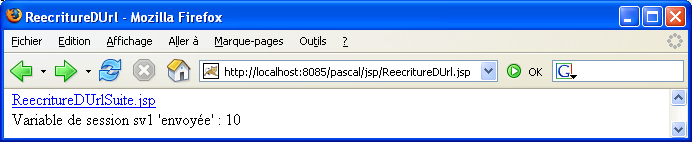 ReecritureDUrl - Mozilla Firefox
Fichier Edition Affichage Aller à Marque-pages Outils ?
http://localhost:8085/pascal/jsp/ReecritureDUrl.jsp OK G
ReecritureDUrlSuite.jsp
Variable de session sv1 'envoyée' : 10